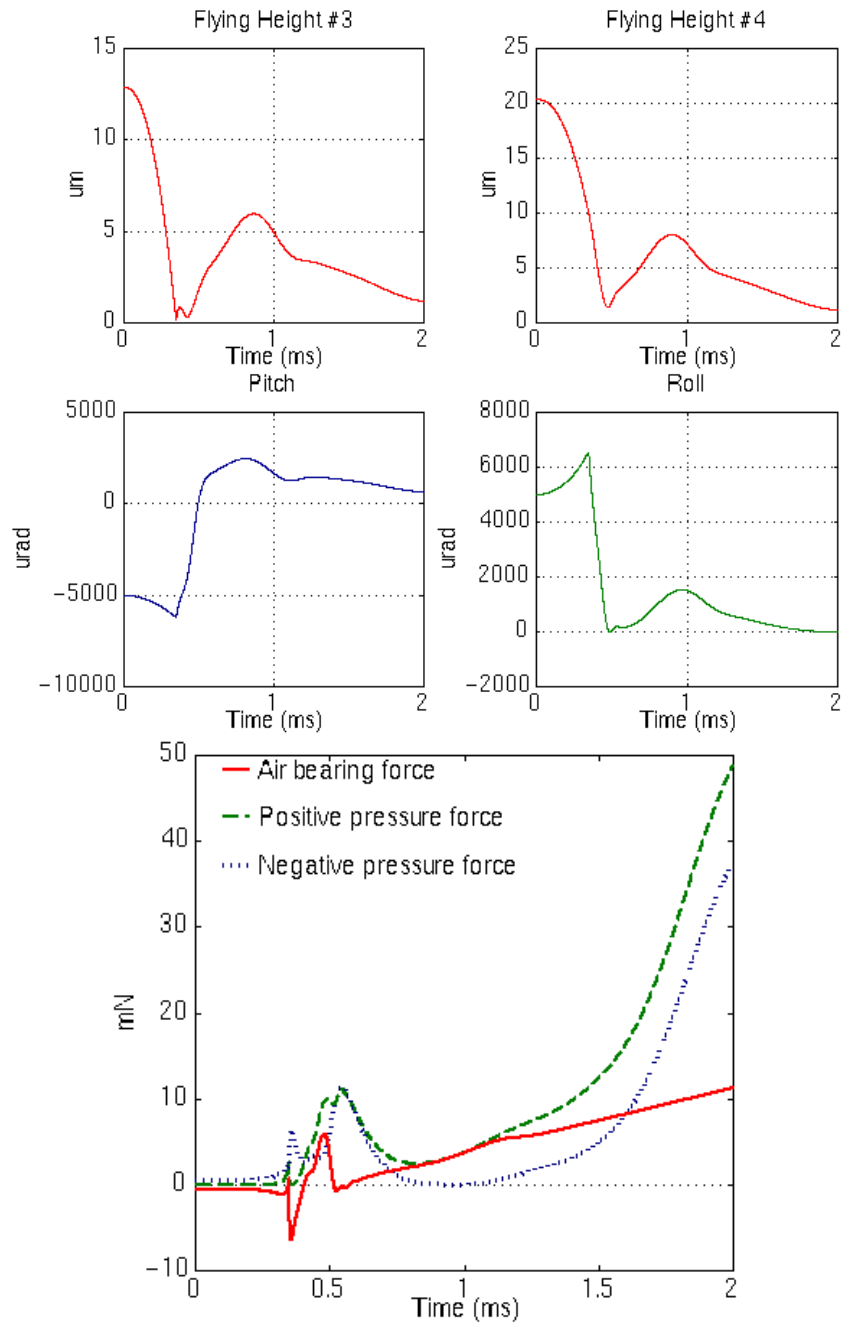 Flying Height #3
15
10
5
0
um
0 1 2
Time (ms)
Flying Height #4
25
20
15
10
5
0
um
0 1 2
Time (ms)
Pitch
5000
0
-5000
-10000
urad
0 1 2
Time (ms)
Roll
8000
6000
4000
2000
0
-2000
urad
0 1 2
Time (ms)
50
40
30
20
10
0
-10
mN
Air bearing force
Positive pressure force
Negative pressure force
0 0.5 1 1.5 2
Time (ms)